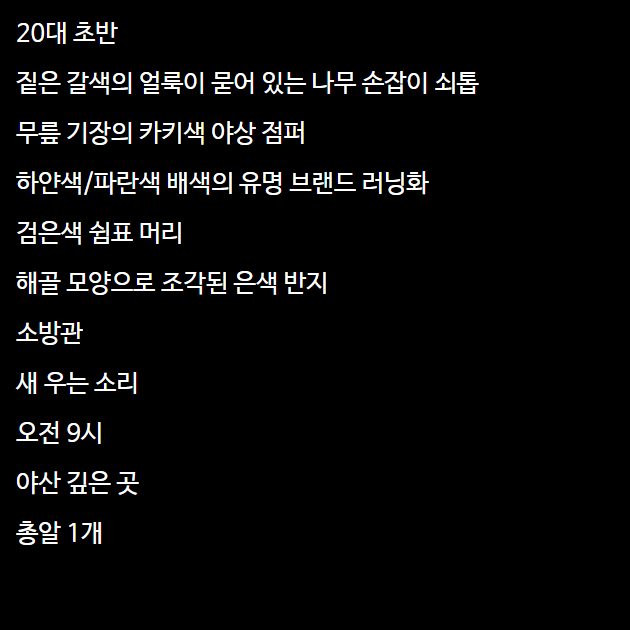 20대 초반
짙은 갈색의 얼룩이 묻어 있는 나무 손잡이 쇠톱
무릎 기장의 카키색 야상 점퍼
하얀색/파란색 배색의 유명 브랜드 러닝화
검은색 쉼표 머리
해골 모양으로 조각된 은색 반지
소방관
새 우는 소리
오전 9시
야산 깊은 곳
총알 1개